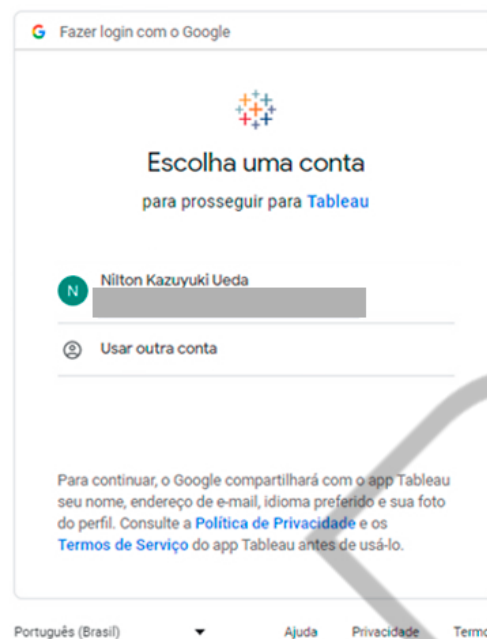 Fazer login com o Google
Escolha uma conta
para prosseguir para Tableau
N
Nilton Kazuyuki Ueda
Usar outra conta
Para continuar, o Google compartilhará com o app Tableau
seu nome, endereço de e-mail, idioma preferido e sua foto
do perfil. Consulte a Política de Privacidade e os
Termos de Serviço do app Tableau antes de usá-lo.
Português (Brasil) Ajuda Privacidade